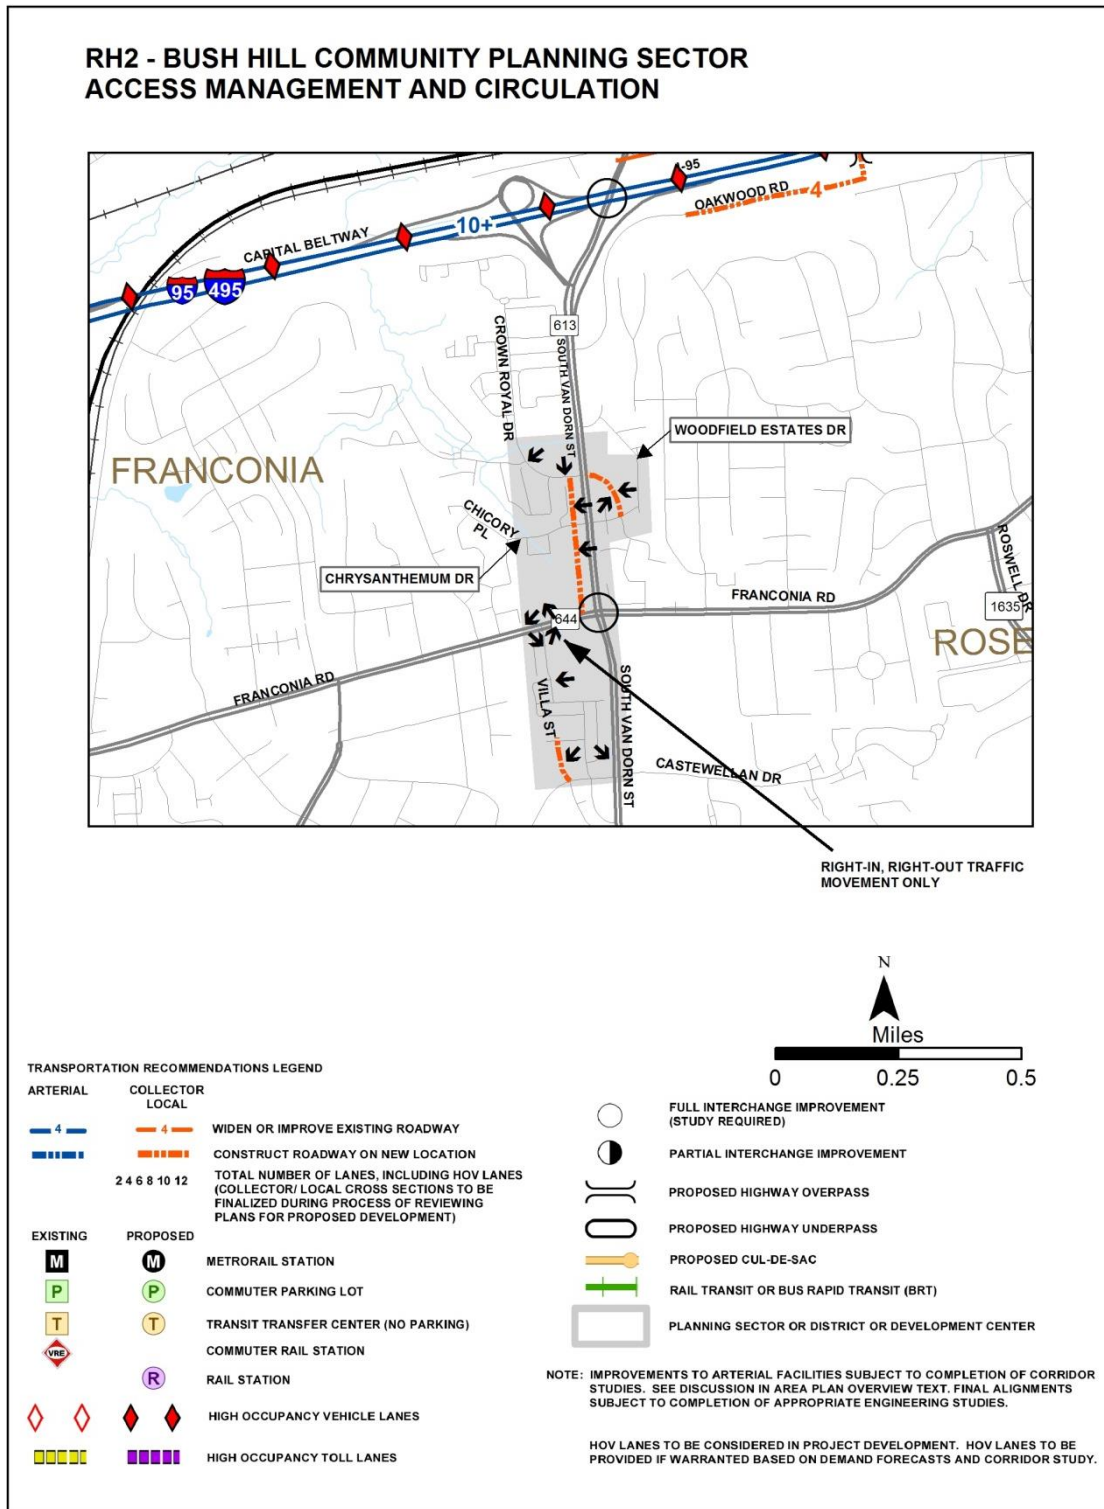 RH2 - BUSH HILL COMMUNITY PLANNING SECTOR
ACCESS MANAGEMENT AND CIRCULATION
I-95
OAKWOOD RD
4
10+
CAPITAL BELTWAY
95
495
CROWN ROYAL DR
613
SOUTH VAN DORN ST
WOODFIELD ESTATES DR
FRANCONIA
CHICORY
PL
CHRYSANTHEMUM DR
FRANCONIA RD
ROSWELL DR
1635
644
ROSE
FRANCONIA RD
VILLA ST
SOUTH VAN DORN ST
CASTEWELLAN DR
RIGHT-IN, RIGHT-OUT TRAFFIC
MOVEMENT ONLY
N
Miles
0 0.25 0.5
TRANSPORTATION RECOMMENDATIONS LEGEND
ARTERIAL COLLECTOR
LOCAL
4 4 WIDEN OR IMPROVE EXISTING ROADWAY
CONSTRUCT ROADWAY ON NEW LOCATION
2 4 6 8 10 12 TOTAL NUMBER OF LANES, INCLUDING HOV LANES
(COLLECTOR/ LOCAL CROSS SECTIONS TO BE
FINALIZED DURING PROCESS OF REVIEWING
PLANS FOR PROPOSED DEVELOPMENT)
EXISTING PROPOSED
M M METRORAIL STATION
P P COMMUTER PARKING LOT
T T TRANSIT TRANSFER CENTER (NO PARKING)
VRE COMMUTER RAIL STATION
R RAIL STATION
HIGH OCCUPANCY VEHICLE LANES
HIGH OCCUPANCY TOLL LANES
FULL INTERCHANGE IMPROVEMENT
(STUDY REQUIRED)
PARTIAL INTERCHANGE IMPROVEMENT
PROPOSED HIGHWAY OVERPASS
PROPOSED HIGHWAY UNDERPASS
PROPOSED CUL-DE-SAC
RAIL TRANSIT OR BUS RAPID TRANSIT (BRT)
PLANNING SECTOR OR DISTRICT OR DEVELOPMENT CENTER
NOTE: IMPROVEMENTS TO ARTERIAL FACILITIES SUBJECT TO COMPLETION OF CORRIDOR
STUDIES. SEE DISCUSSION IN AREA PLAN OVERVIEW TEXT. FINAL ALIGNMENTS
SUBJECT TO COMPLETION OF APPROPRIATE ENGINEERING STUDIES.
HOV LANES TO BE CONSIDERED IN PROJECT DEVELOPMENT. HOV LANES TO BE
PROVIDED IF WARRANTED BASED ON DEMAND FORECASTS AND CORRIDOR STUDY.